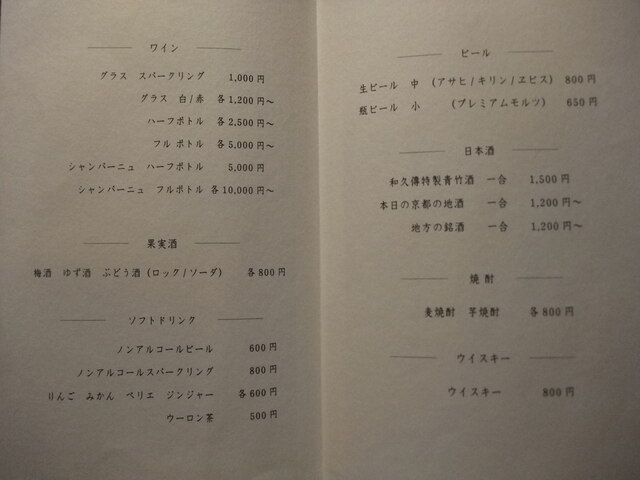 ワイン
グラス スパークリング 1,000円
グラス 白/赤 各1,200円～
ハーフボトル 各2,500円～
フル ボトル 各5,000円～
シャンパーニュ ハーフボトル 5,000円
シャンパーニュ フルボトル 各10,000円～
果実酒
梅酒 ゆず酒 ぶどう酒 (ロック/ソーダ) 各800円
ソフトドリンク
ノンアルコールビール 600円
ノンアルコールスパークリング 800円
りんご みかん ペリエ ジンジャー 各600円
ウーロン茶 500円
ビール
生ビール 中 (アサヒ/キリン/ヱビス) 800円
瓶ビール 小 (プレミアムモルツ) 650円
日本酒
和久傳特製青竹酒 一合 1,500円
本日の京都の地酒 一合 1,200円～
地方の銘酒 一合 1,200円～
焼酎
麦焼酎 芋焼酎 各800円
ウイスキー
ウイスキー 800円